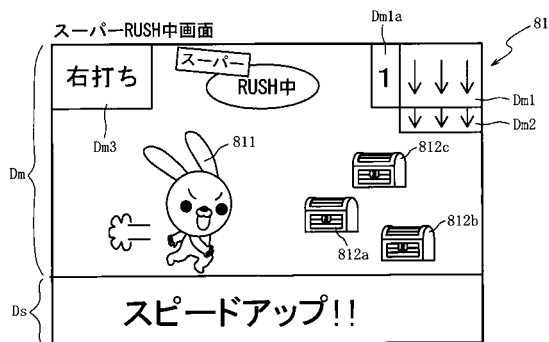 スーパーRUSH中画面
Dm1a
81
右打ち
スーパー
RUSH中
1
Dm1
Dm2
Dm3
811
812c
Dm
812b
812a
Ds
スピードアップ!!